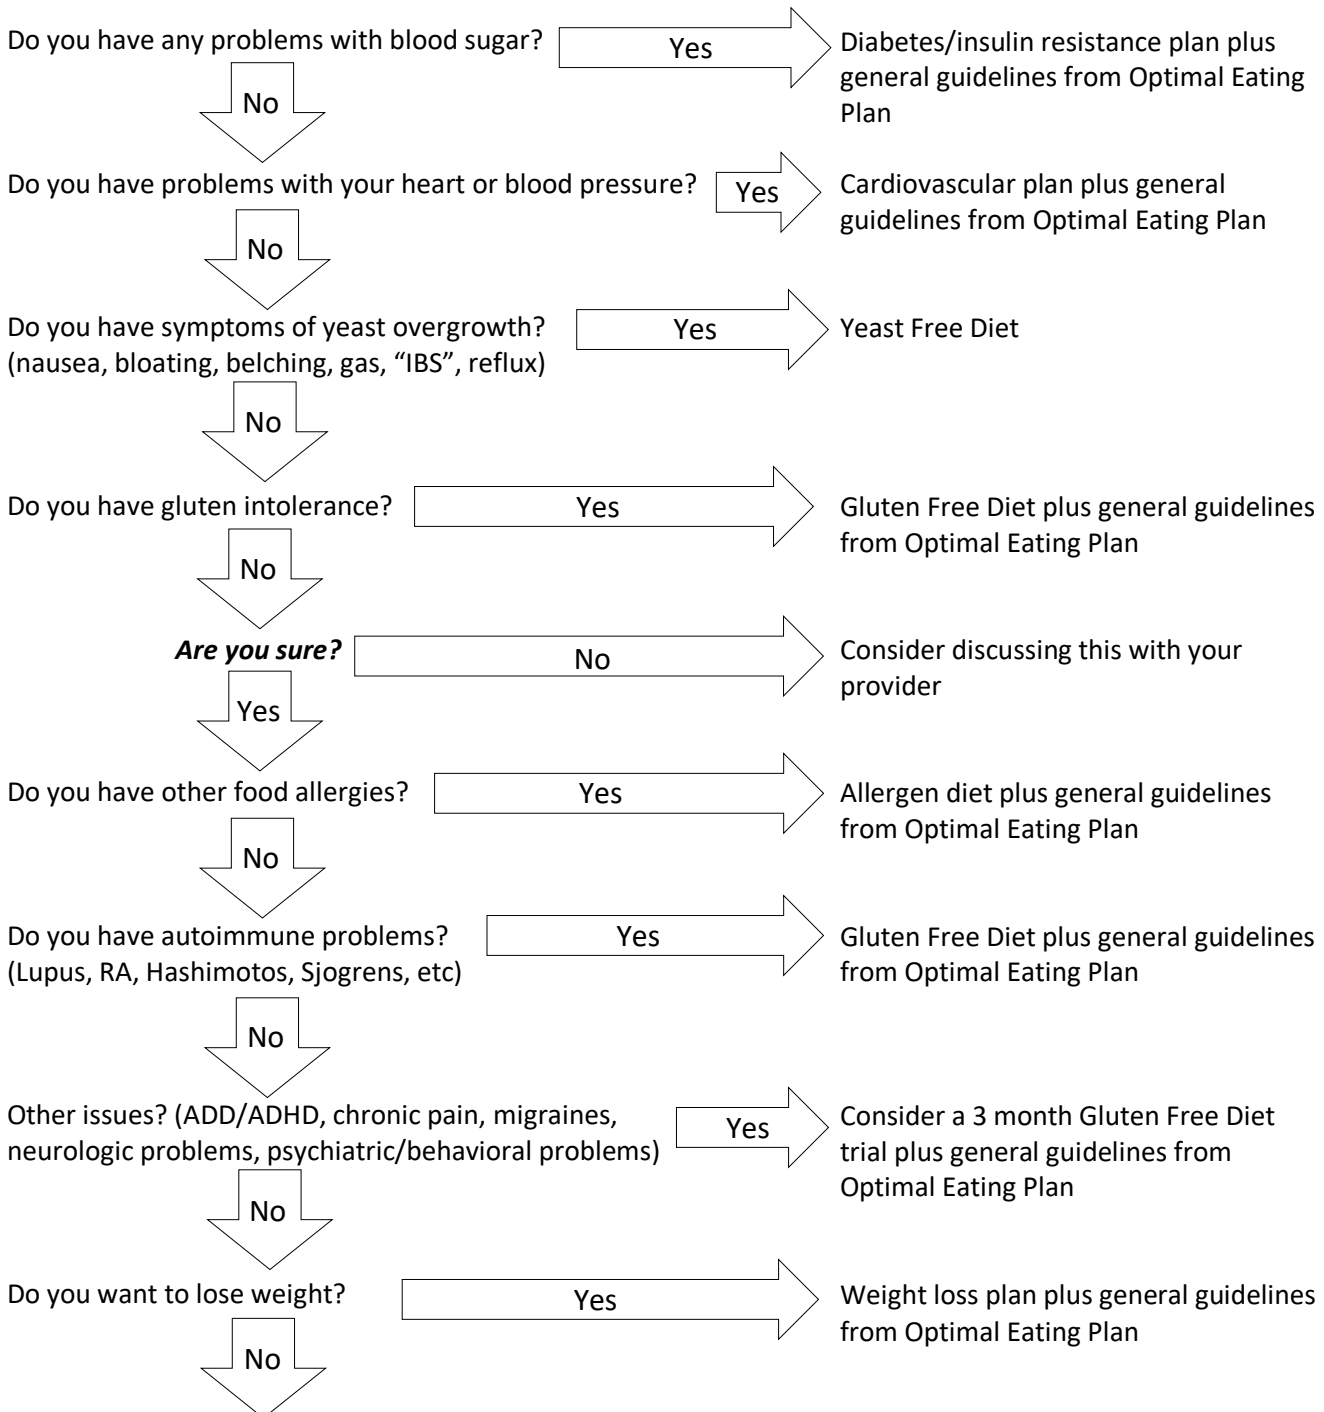 Do you have any problems with blood sugar?
Yes
Diabetes/insulin resistance plan plus
general guidelines from Optimal Eating
Plan
No
Do you have problems with your heart or blood pressure?
Yes
Cardiovascular plan plus general
guidelines from Optimal Eating Plan
No
Do you have symptoms of yeast overgrowth?
(nausea, bloating, belching, gas, “IBS”, reflux)
Yes
Yeast Free Diet
No
Do you have gluten intolerance?
Yes
Gluten Free Diet plus general guidelines
from Optimal Eating Plan
No
Are you sure?
No
Consider discussing this with your
provider
Yes
Do you have other food allergies?
Yes
Allergen diet plus general guidelines
from Optimal Eating Plan
No
Do you have autoimmune problems?
(Lupus, RA, Hashimotos, Sjogrens, etc)
Yes
Gluten Free Diet plus general guidelines
from Optimal Eating Plan
No
Other issues? (ADD/ADHD, chronic pain, migraines,
neurologic problems, psychiatric/behavioral problems)
Yes
Consider a 3 month Gluten Free Diet
trial plus general guidelines from
Optimal Eating Plan
No
Do you want to lose weight?
Yes
Weight loss plan plus general guidelines
from Optimal Eating Plan
No